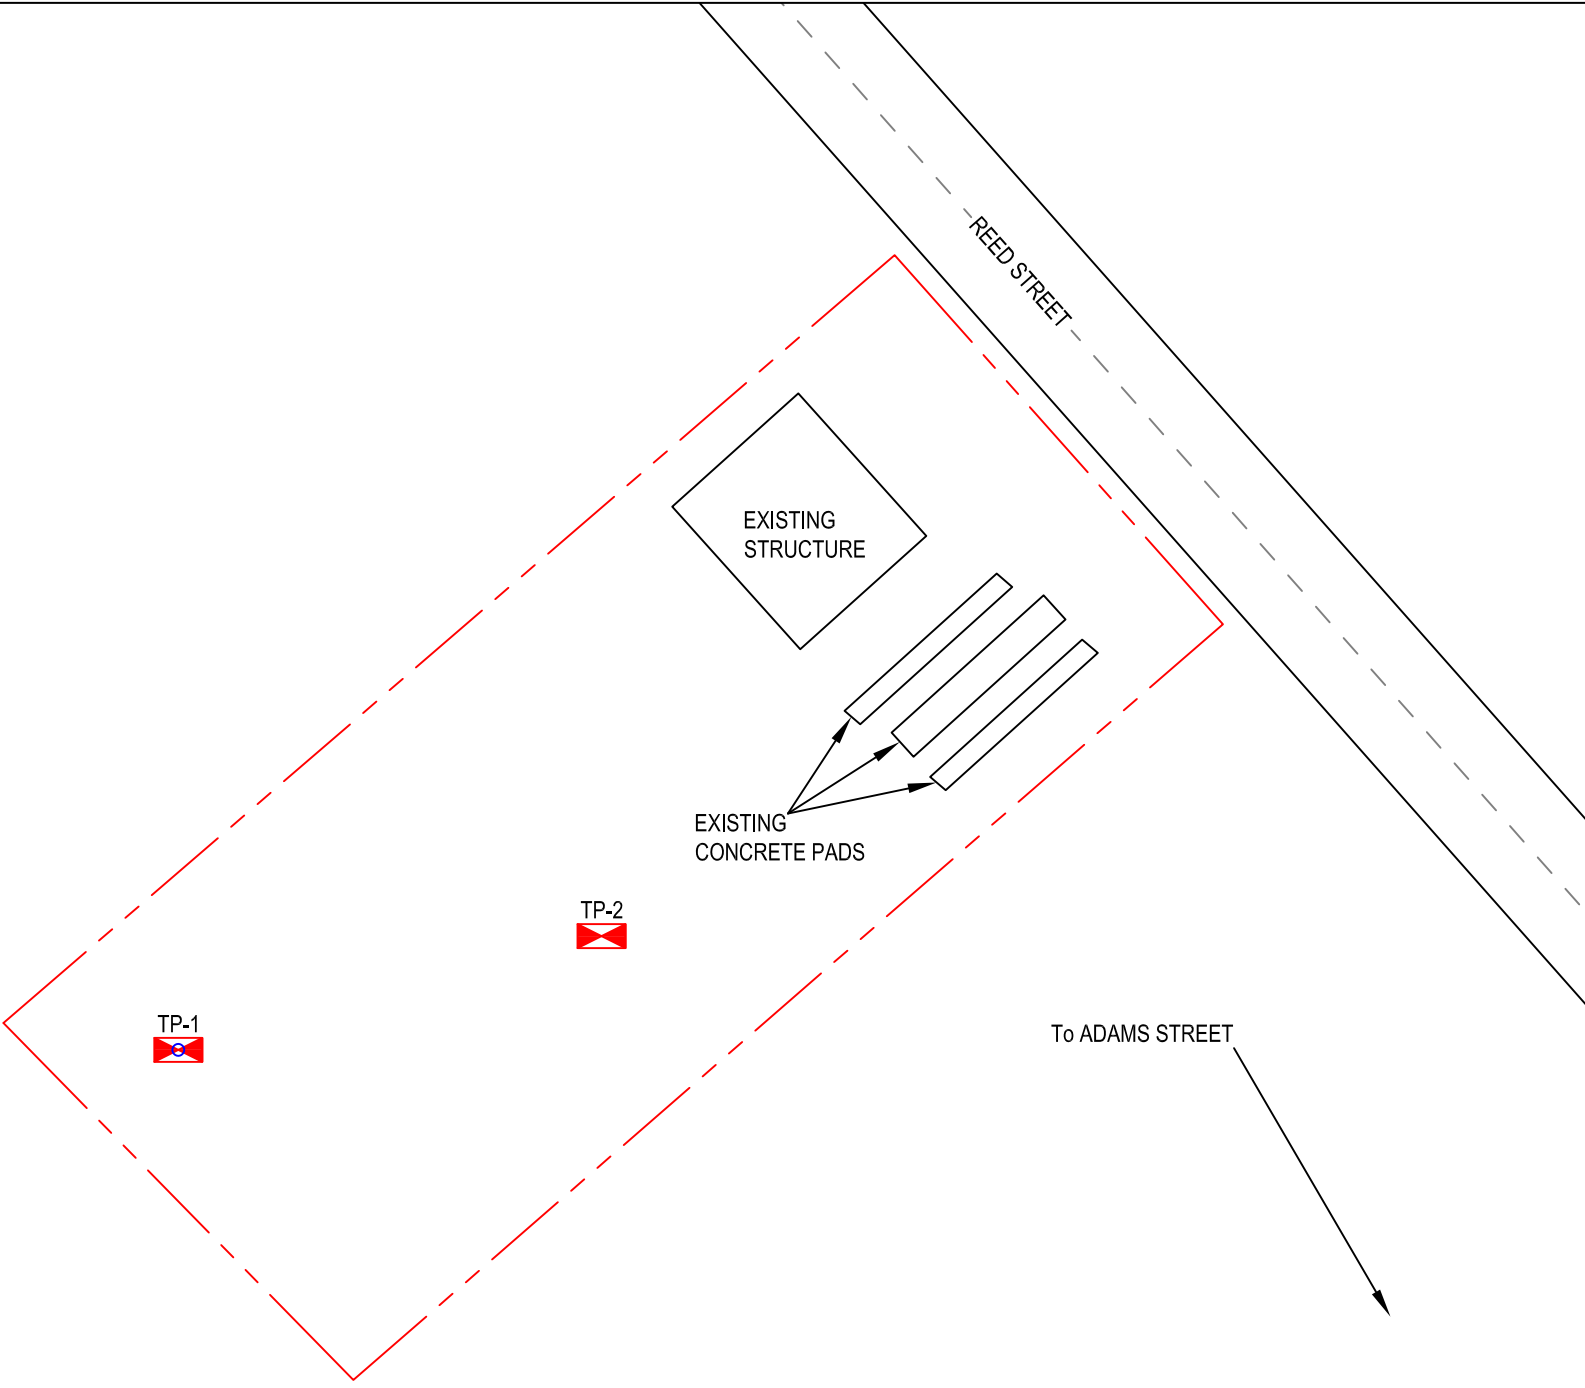 REED STREET
EXISTING
STRUCTURE
EXISTING
CONCRETE PADS
TP-2
TP-1
To ADAMS STREET